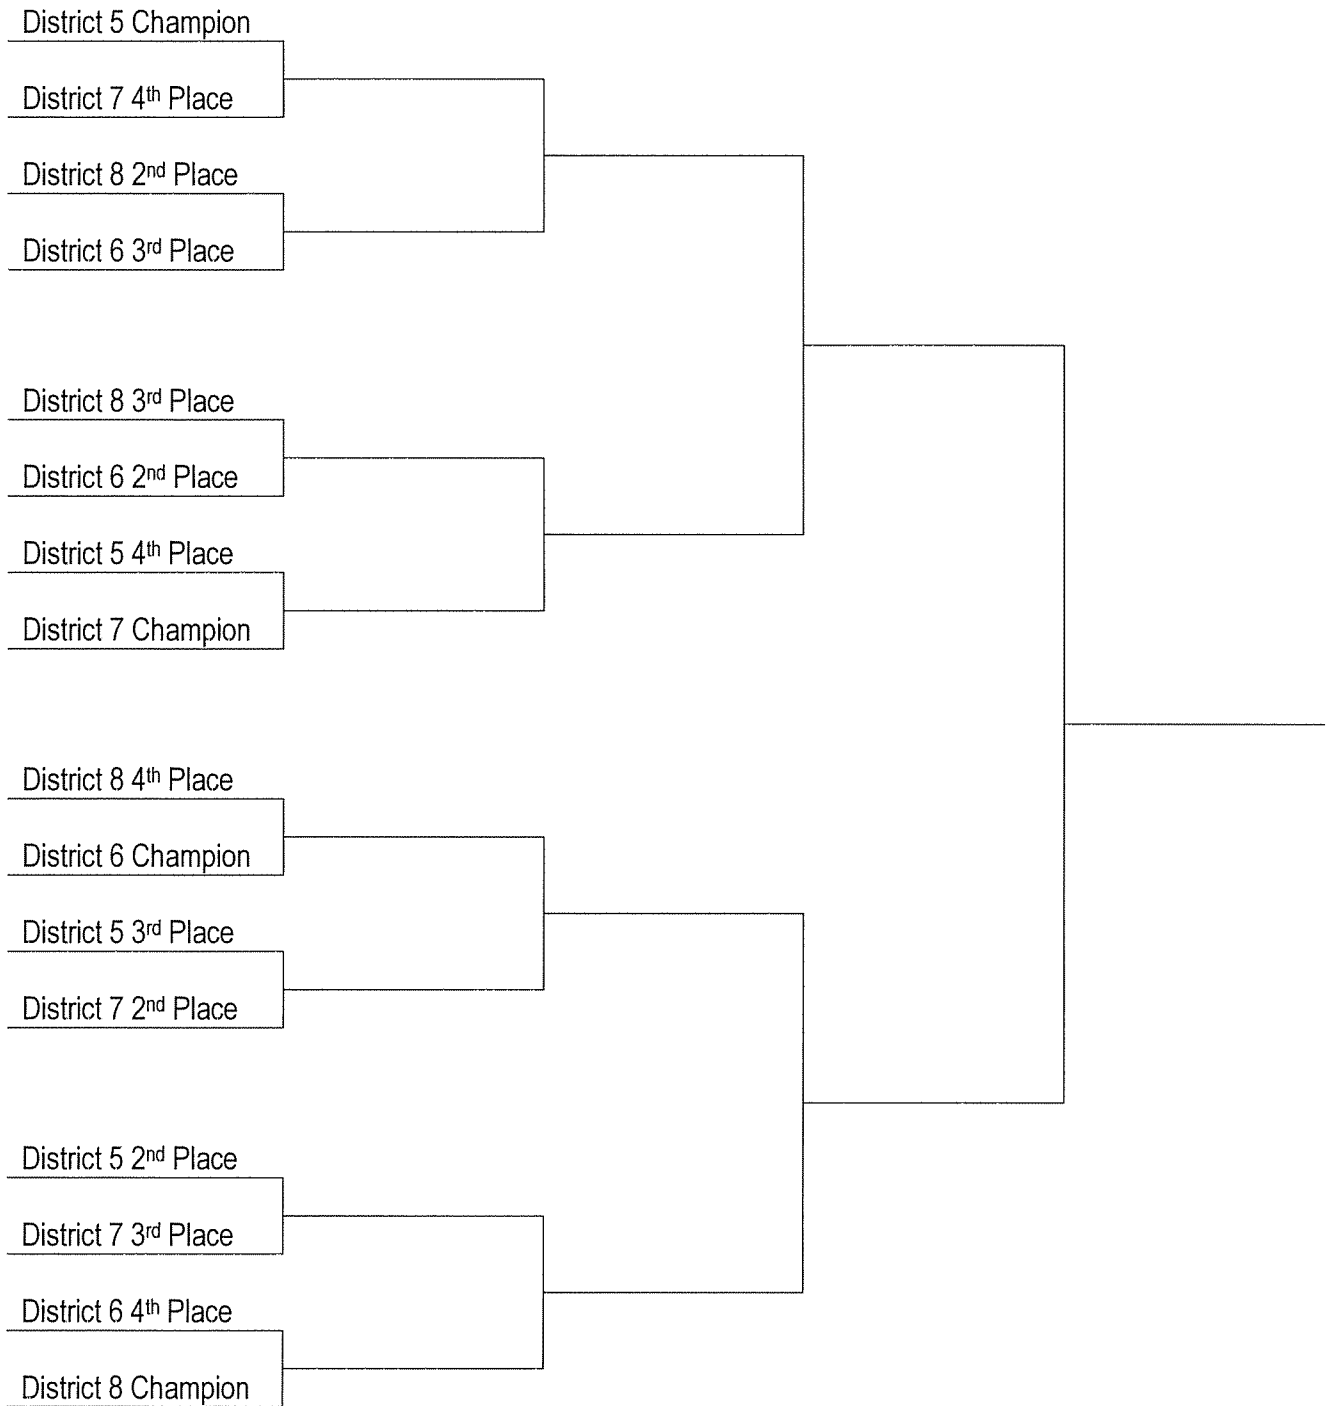 District 5 Champion
District 7 4th Place
District 8 2nd Place
District 6 3rd Place
District 8 3rd Place
District 6 2nd Place
District 5 4th Place
District 7 Champion
District 8 4th Place
District 6 Champion
District 5 3rd Place
District 7 2nd Place
District 5 2nd Place
District 7 3rd Place
District 6 4th Place
District 8 Champion